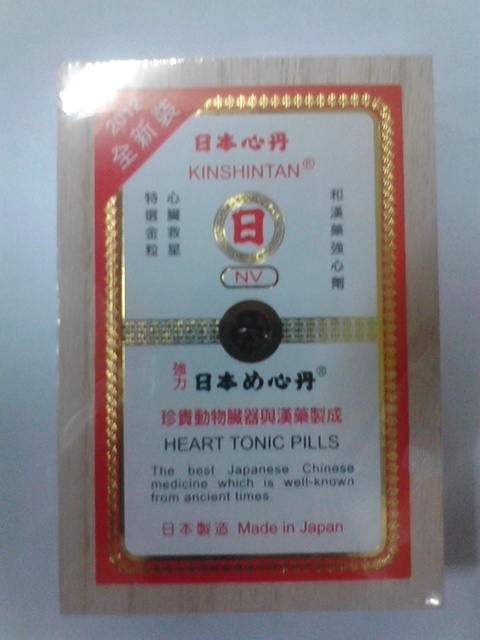 2012
全新裝
日本心丹
KINSHINTAN®
特選金粒
心臟救星
和漢藥強心劑
日
NV
強力
日本め心丹®
珍貴動物臟器與漢藥製成
HEART TONIC PILLS
The best Japanese Chinese
medicine which is well-known
from ancient times.
日本製造 Made in Japan